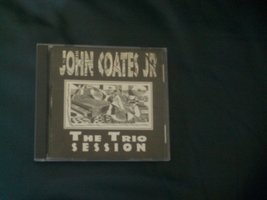 JOHN COATES JR
THE TRIO
SESSION